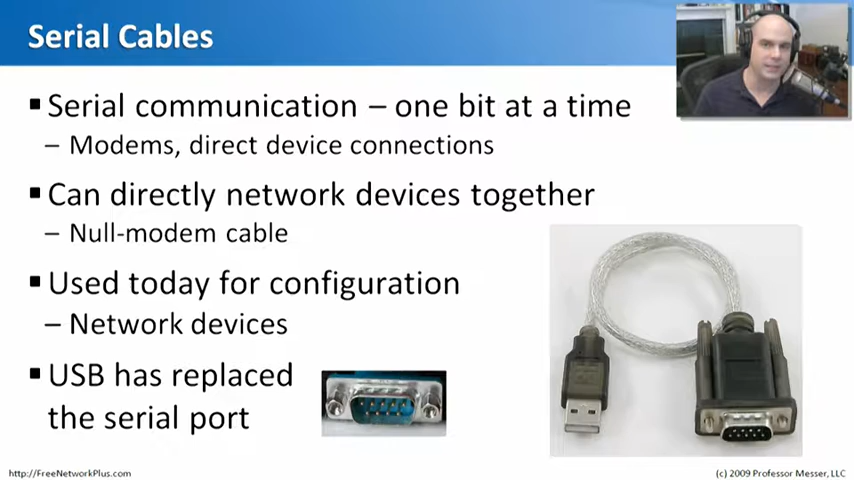 Serial Cables
▪ Serial communication – one bit at a time
– Modems, direct device connections
▪ Can directly network devices together
– Null-modem cable
▪ Used today for configuration
– Network devices
▪ USB has replaced
the serial port
http://FreeNetworkPlus.com
(c) 2009 Professor Messer, LLC